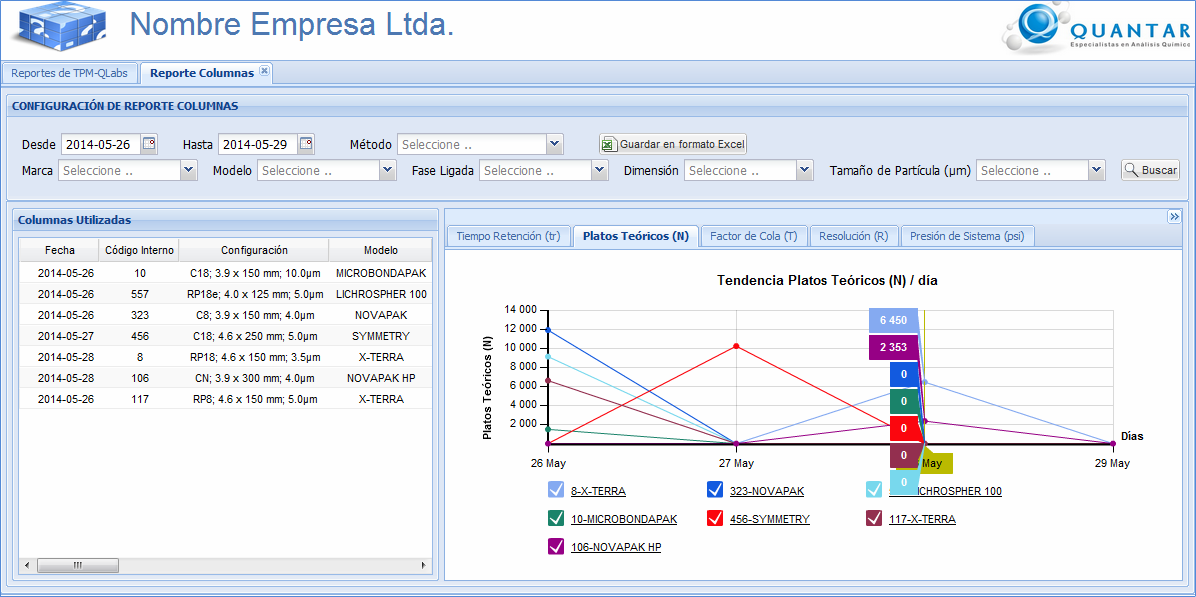 Nombre Empresa Ltda.
QUANTAR
Especialistas en Análisis Químico
Reportes de TPM-QLabs
Reporte Columnas
CONFIGURACIÓN DE REPORTE COLUMNAS
Desde 2014-05-26 Hasta 2014-05-29 Método Seleccione .. Guardar en formato Excel
Marca Seleccione .. Modelo Seleccione .. Fase Ligada Seleccione .. Dimensión Seleccione .. Tamaño de Partícula (µm) Seleccione .. Buscar
Columnas Utilizadas
Fecha Código Interno Configuración Modelo
2014-05-26 10 C18; 3.9 x 150 mm; 10.0µm MICROBONDAPAK
2014-05-26 557 RP18e; 4.0 x 125 mm; 5.0µm LICHROSPHER 100
2014-05-26 323 C8; 3.9 x 150 mm; 4.0µm NOVAPAK
2014-05-27 456 C18; 4.6 x 250 mm; 5.0µm SYMMETRY
2014-05-28 8 RP18; 4.6 x 150 mm; 3.5µm X-TERRA
2014-05-28 106 CN; 3.9 x 300 mm; 4.0µm NOVAPAK HP
2014-05-26 117 RP8; 4.6 x 150 mm; 5.0µm X-TERRA
Tiempo Retención (tr) Platos Teóricos (N) Factor de Cola (T) Resolución (R) Presión de Sistema (psi)
Tendencia Platos Teóricos (N) / día
Platos Teóricos (N)
14 000
12 000
10 000
8 000
6 000
4 000
2 000
6 450
2 353
0
0
0
0
0
Días
26 May 27 May May 29 May
8-X-TERRA 323-NOVAPAK CHROSPHER 100
10-MICROBONDAPAK 456-SYMMETRY 117-X-TERRA
106-NOVAPAK HP